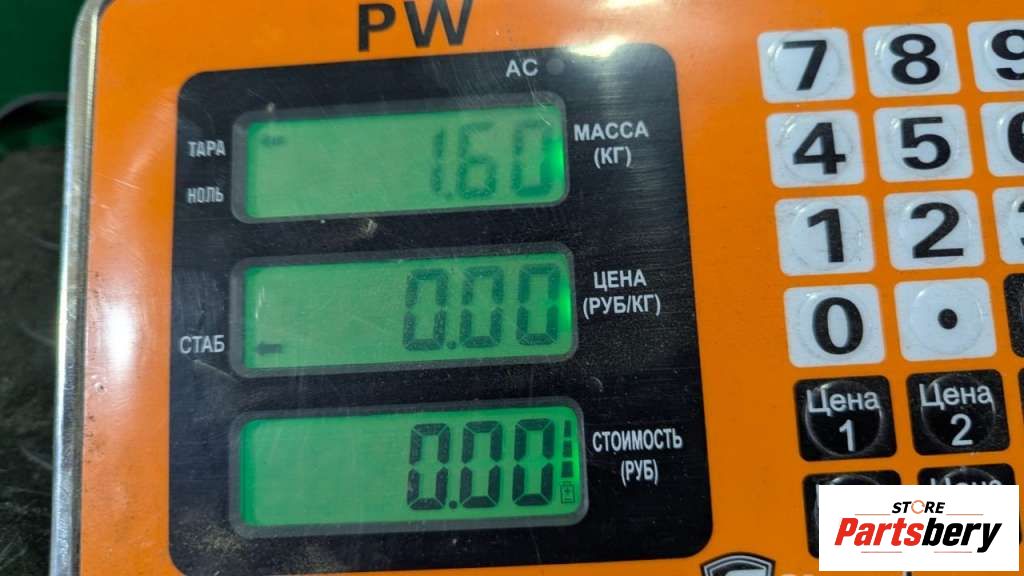 PW
AC
ТАРА
НОЛЬ
1.60
МАССА
(КГ)
СТАБ
0.00
ЦЕНА
(РУБ/КГ)
0.00
СТОИМОСТЬ
(РУБ)
7 8 9
4 5
1 2
0 .
Цена
1
Цена
2
STORE
Partsbery